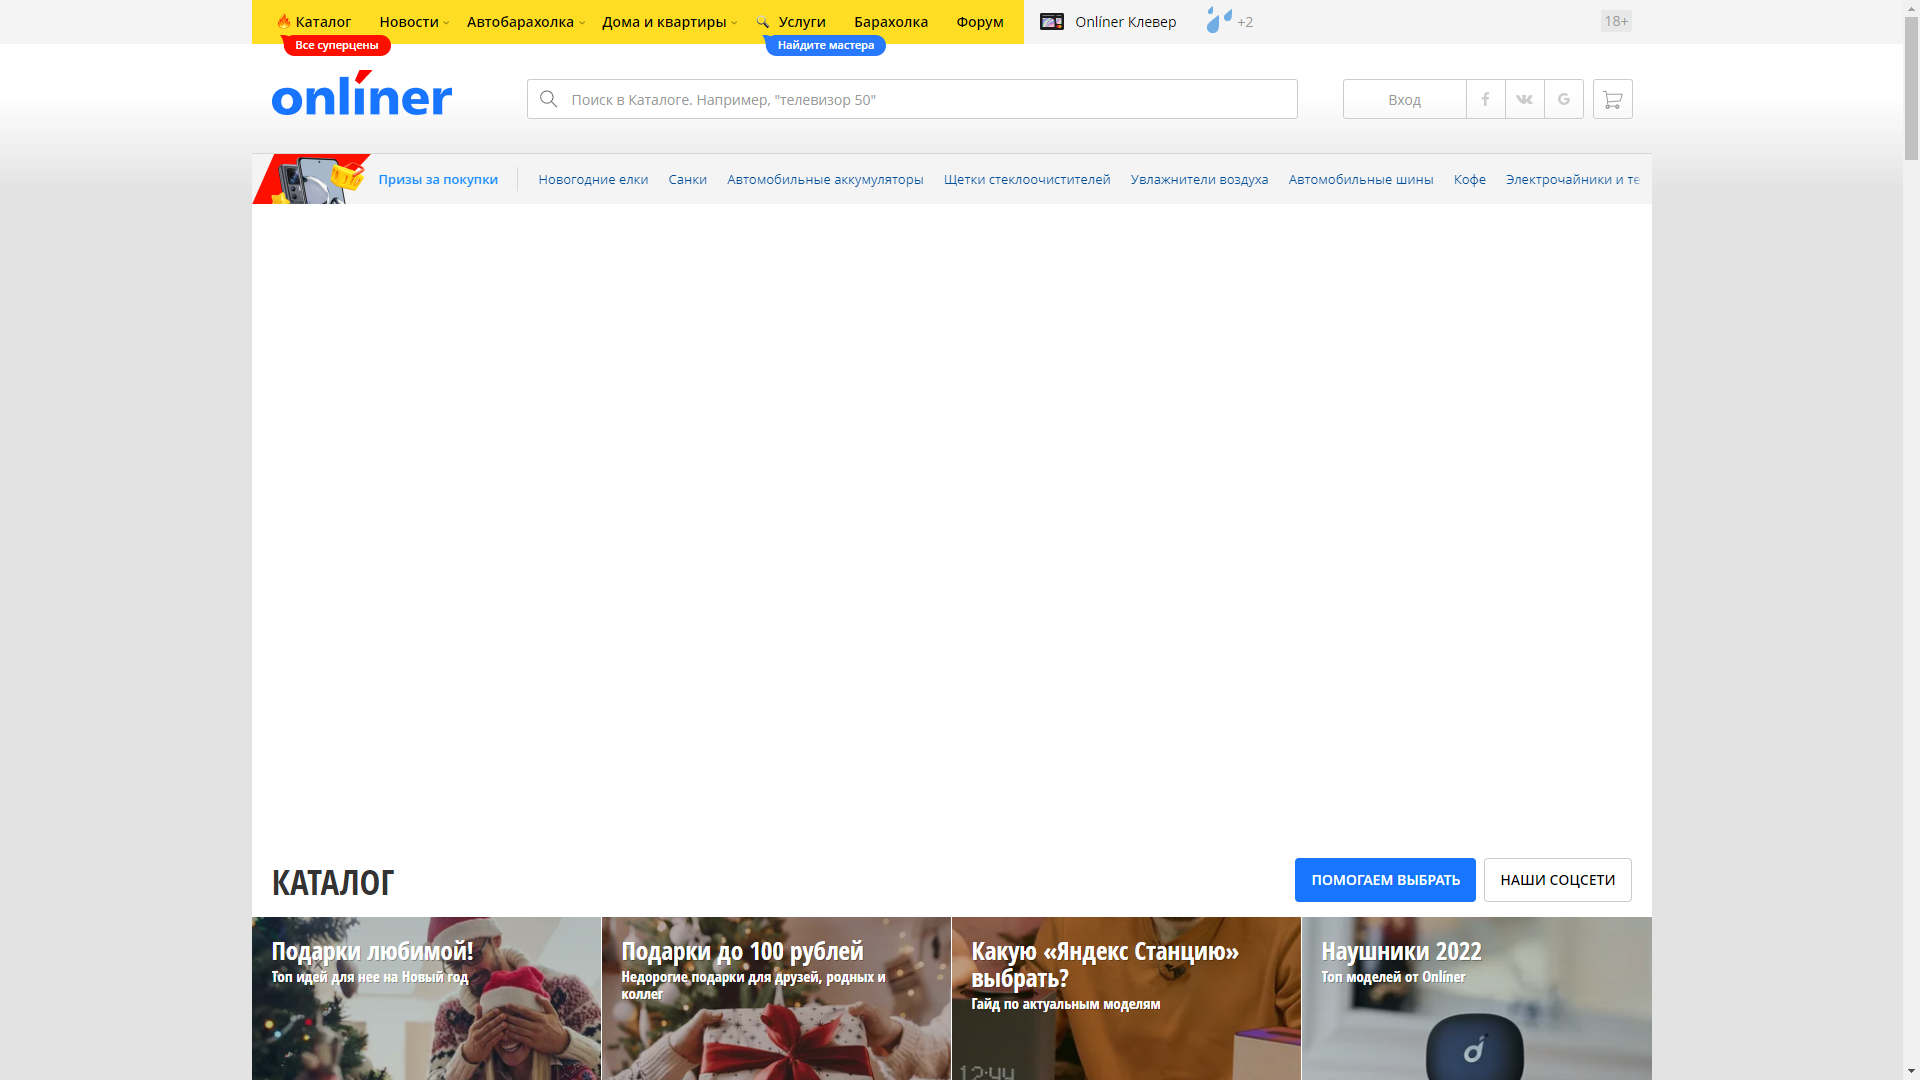 Каталог Новости Автобарахолка Дома и квартиры Услуги Барахолка Форум Onlíner Клевер +2 18+
Все суперцены Найдите мастера
onlíner
Поиск в Каталоге. Например, "телевизор 50"
Вход
Призы за покупки Новогодние елки Санки Автомобильные аккумуляторы Щетки стеклоочистителей Увлажнители воздуха Автомобильные шины Кофе Электрочайники и те
КАТАЛОГ
ПОМОГАЕМ ВЫБРАТЬ НАШИ СОЦСЕТИ
Подарки любимой!
Топ идей для нее на Новый год
Подарки до 100 рублей
Недорогие подарки для друзей, родных и
коллег
Какую «Яндекс Станцию»
выбрать?
Гайд по актуальным моделям
12:44
Наушники 2022
Топ моделей от Onlíner